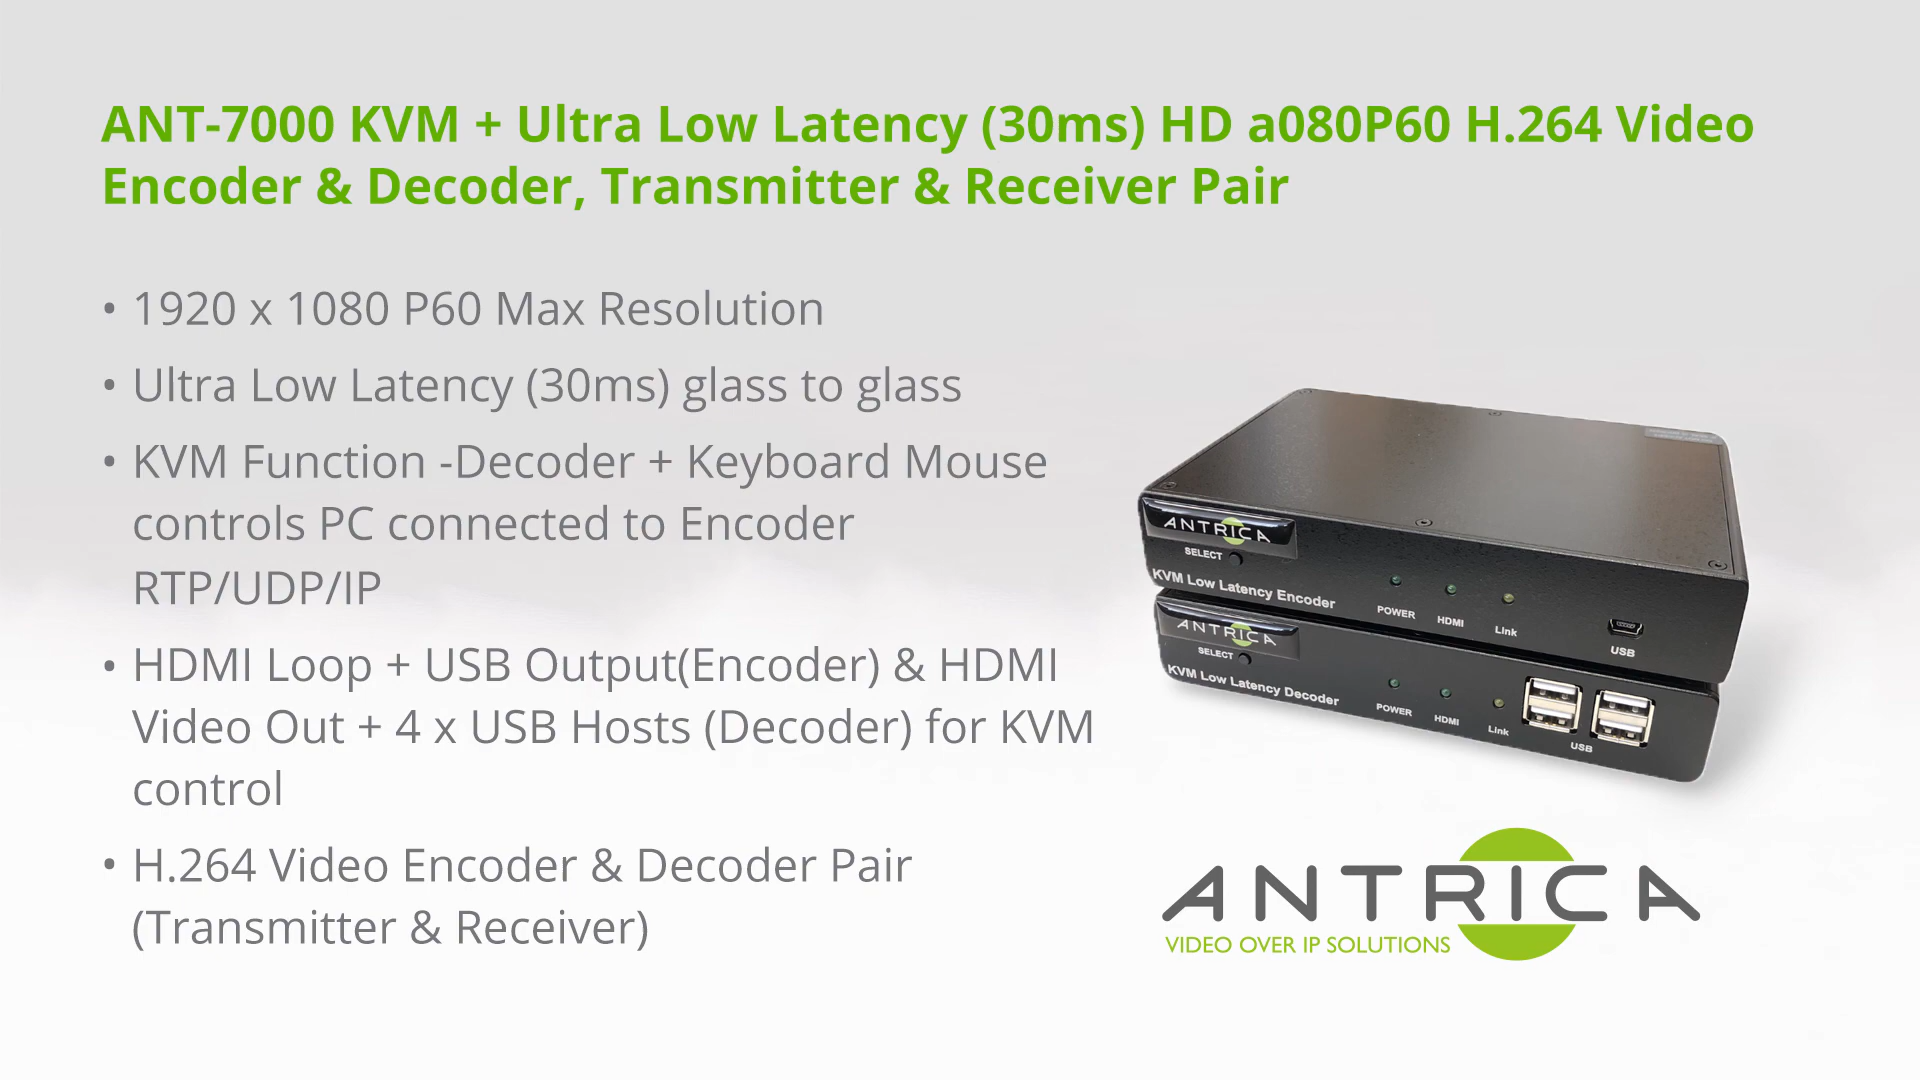 ANT-7000 KVM + Ultra Low Latency (30ms) HD a080P60 H.264 Video
Encoder & Decoder, Transmitter & Receiver Pair
• 1920 x 1080 P60 Max Resolution
• Ultra Low Latency (30ms) glass to glass
• KVM Function -Decoder + Keyboard Mouse
controls PC connected to Encoder
RTP/UDP/IP
• HDMI Loop + USB Output(Encoder) & HDMI
Video Out + 4 x USB Hosts (Decoder) for KVM
control
• H.264 Video Encoder & Decoder Pair
(Transmitter & Receiver)
ANTRICA
SELECT
KVM Low Latency Encoder
POWER
HDMI
Link
USB
ANTRICA
SELECT
KVM Low Latency Decoder
POWER
HDMI
Link
USB
ANTRICA
VIDEO OVER IP SOLUTIONS